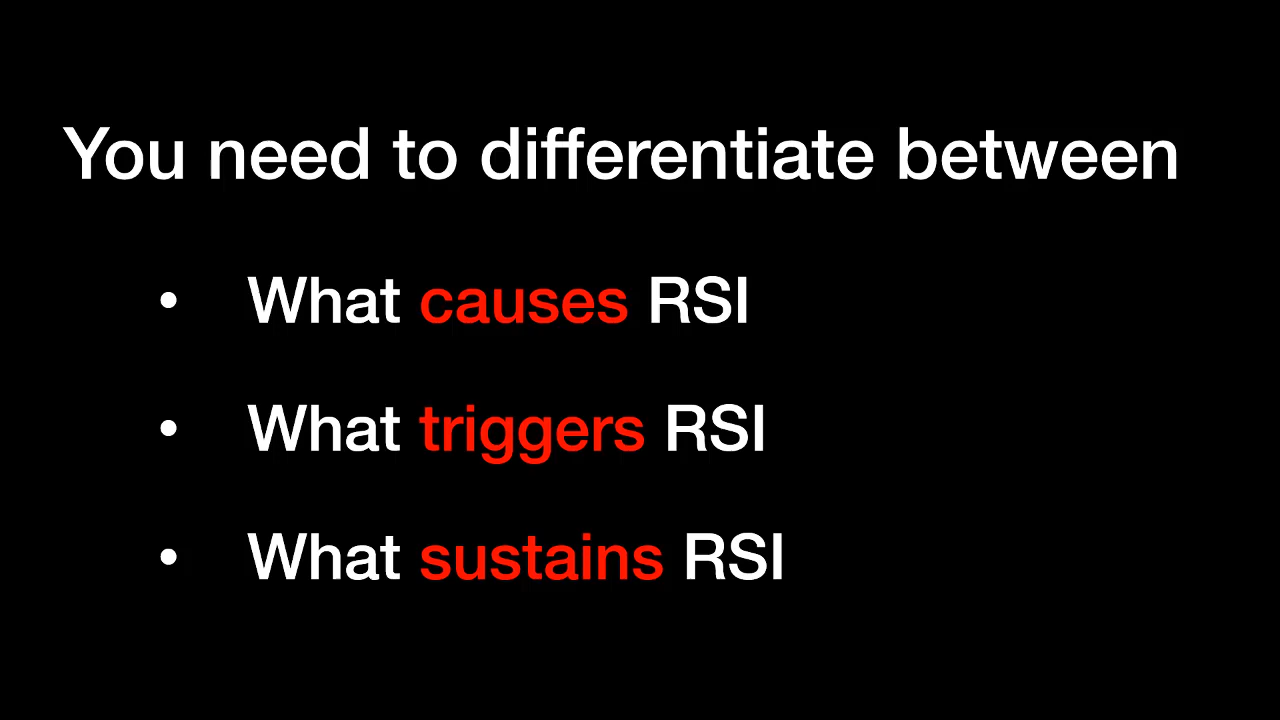 You need to differentiate between
• What causes RSI
• What triggers RSI
• What sustains RSI